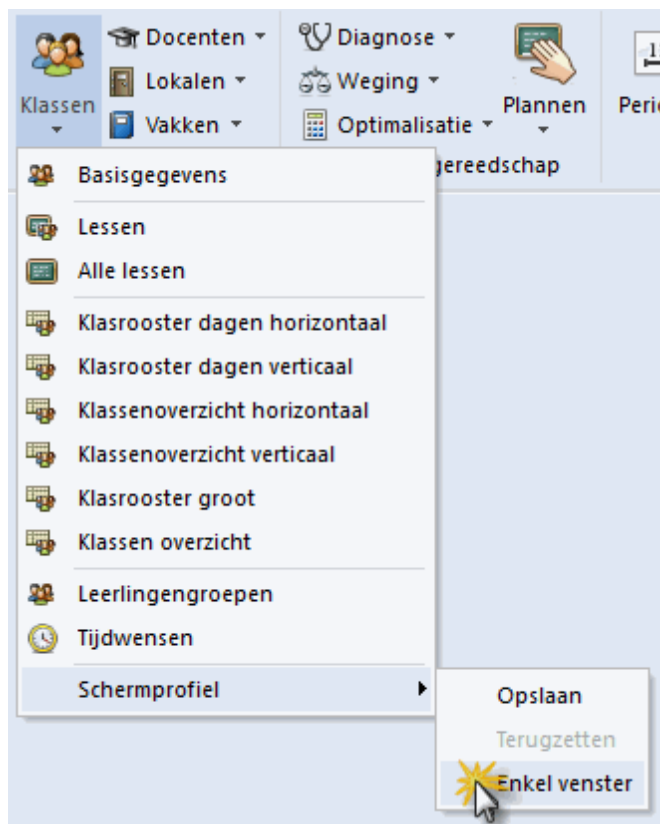 Docenten
Diagnose
Lokalen
Weging
Klassen
Plannen
Vakken
Optimalisatie
Basisgegevens
Lessen
Alle lessen
Klasrooster dagen horizontaal
Klasrooster dagen verticaal
Klassenoverzicht horizontaal
Klassenoverzicht verticaal
Klasrooster groot
Klassen overzicht
Leerlingengroepen
Tijdwensen
Schermprofiel
Opslaan
Terugzetten
Enkel venster